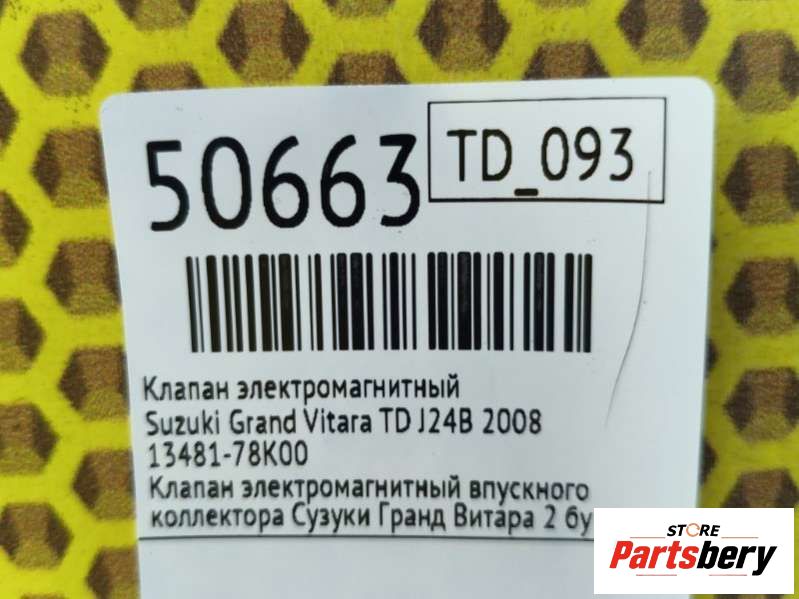 50663
TD_093
Клапан электромагнитный
Suzuki Grand Vitara TD J24B 2008
13481-78K00
Клапан электромагнитный впускного
коллектора Сузуки Гранд Витара 2 бу
STORE
Partsbery